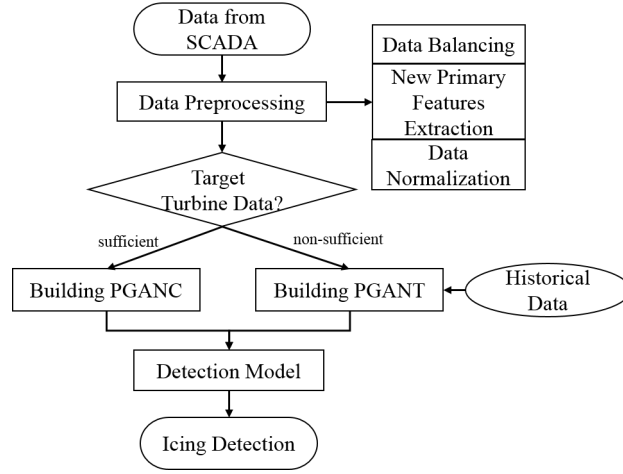 Data from
SCADA
Data Balancing
Data Preprocessing
New Primary
Features
Extraction
Data
Normalization
Target
Turbine Data?
sufficient
non-sufficient
Building PGANC
Building PGANT
Historical
Data
Detection Model
Icing Detection